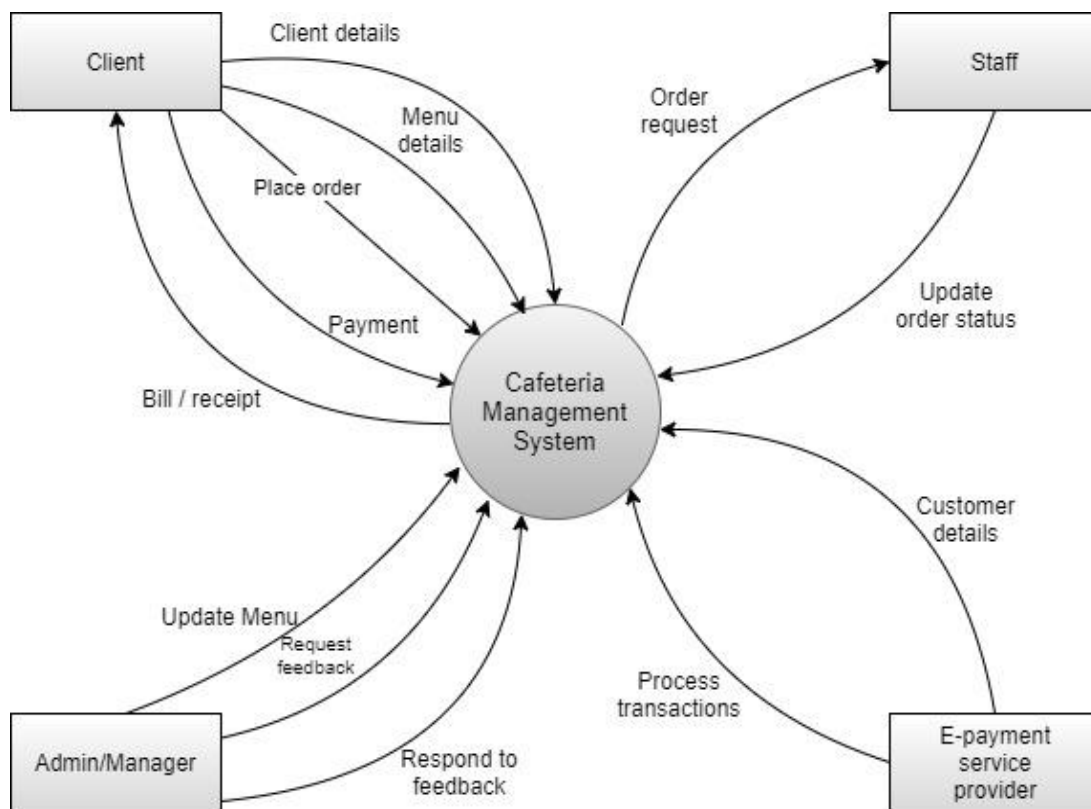 Client details
Client
Staff
Order
request
Menu
details
Place order
Update
order status
Payment
Bill / receipt
Cafeteria
Management
System
Customer
details
Update Menu
Request
feedback
Process
transactions
Admin/Manager
Respond to
feedback
E-payment
service
provider